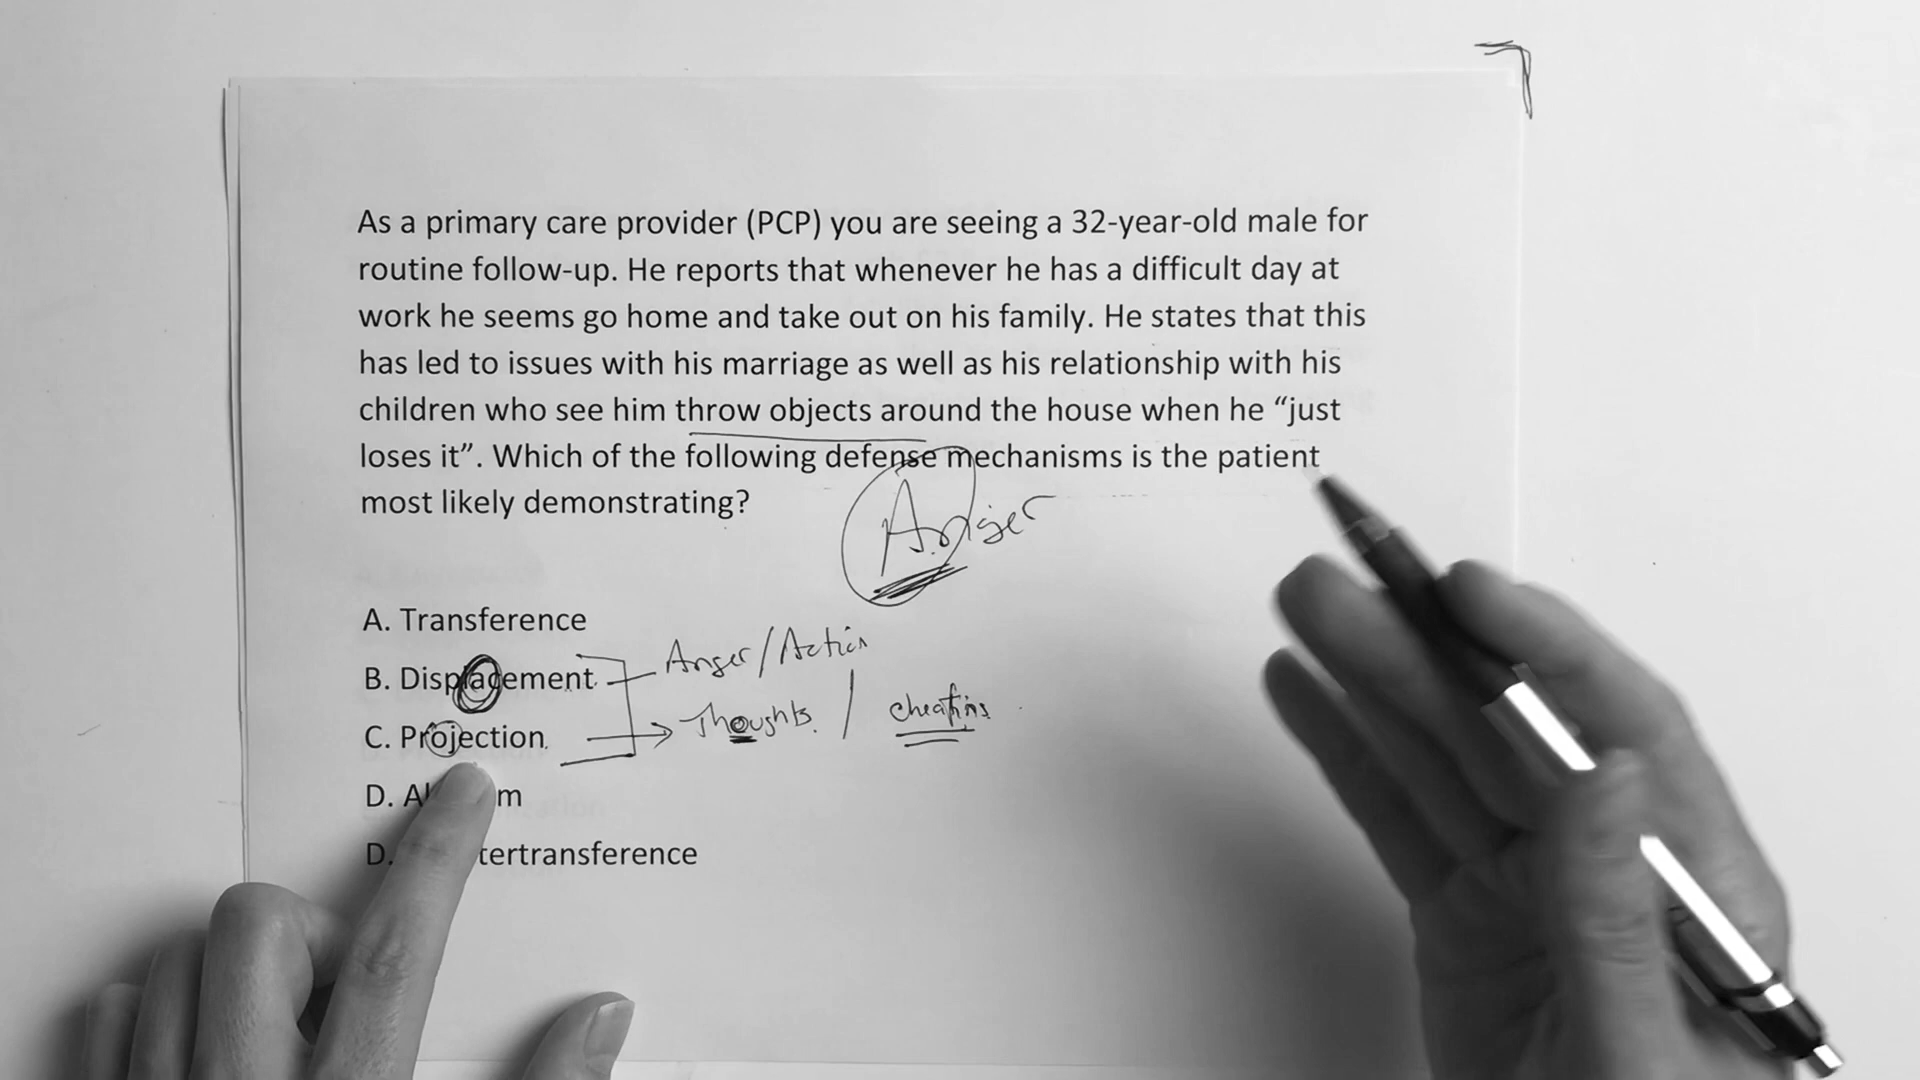 As a primary care provider (PCP) you are seeing a 32-year-old male for
routine follow-up. He reports that whenever he has a difficult day at
work he seems go home and take out on his family. He states that this
has led to issues with his marriage as well as his relationship with his
children who see him throw objects around the house when he “just
loses it”. Which of the following defense mechanisms is the patient
most likely demonstrating?
Anger
A. Transference
Anger/Action
B. Displacement
Thoughts / cheating
C. Projection
D. A m
D. tertransference